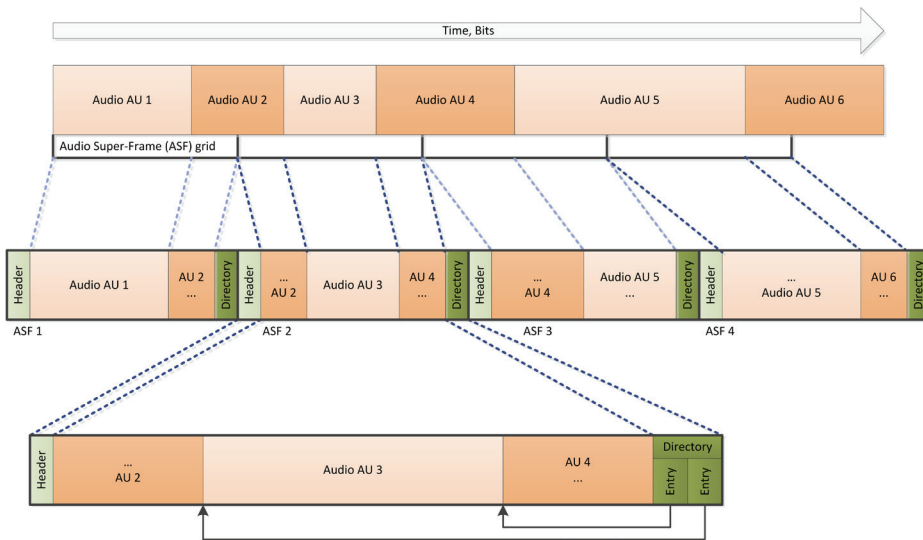 Time, Bits
Audio AU 1
Audio AU 2
Audio AU 3
Audio AU 4
Audio AU 5
Audio AU 6
Audio Super-Frame (ASF) grid
Header
Audio AU 1
AU 2
...
Directory
Header
...
AU 2
Audio AU 3
AU 4
...
Directory
Header
...
AU 4
Audio AU 5
...
Directory
Header
...
Audio AU 5
AU 6
...
Directory
ASF 1
ASF 2
ASF 3
ASF 4
Header
...
AU 2
Audio AU 3
AU 4
...
Directory
Entry
Entry